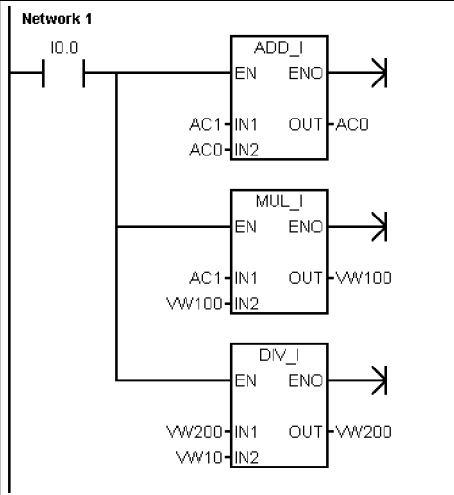 Network 1
I0.0
ADD_I
EN ENO
AC1 IN1 OUT AC0
AC0 IN2
MUL_I
EN ENO
AC1 IN1 OUT VW100
VW100 IN2
DIV_I
EN ENO
VW200 IN1 OUT VW200
VW10 IN2